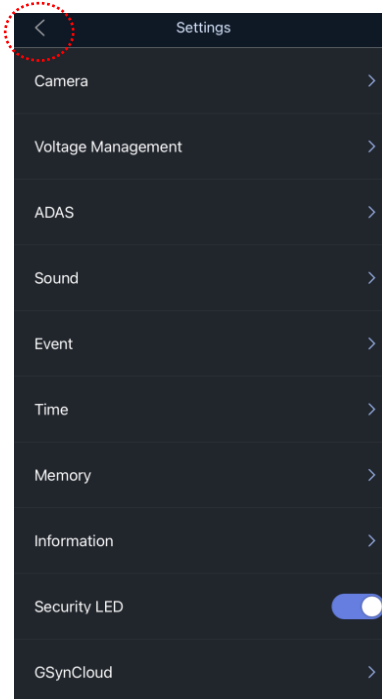 Settings
Camera
Voltage Management
ADAS
Sound
Event
Time
Memory
Information
Security LED
GSynCloud